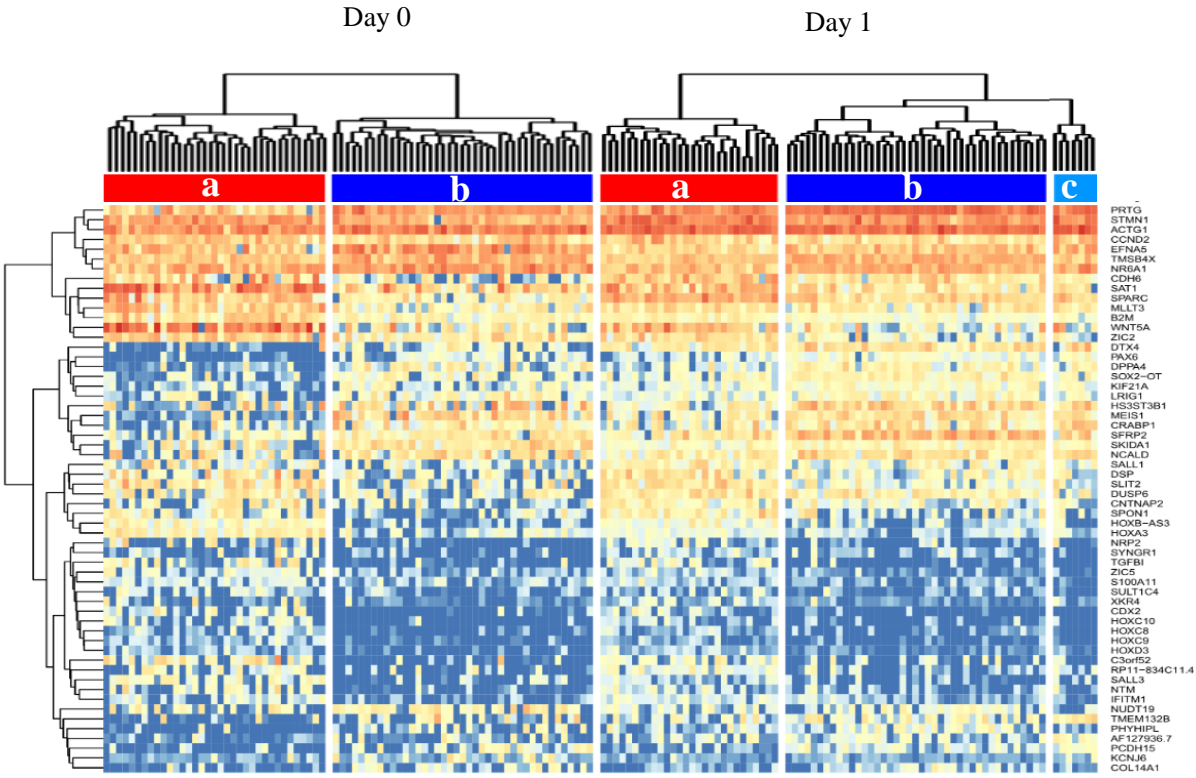 Day 0
Day 1
a
b
a
b
c
PRTG
STMN1
ACTG1
CCND2
EFNA5
TMSB4X
NR6A1
CDH6
SAT1
SPARC
MLLT3
B2M
WNT5A
ZIC2
DTX4
PAX6
DPPA4
SOX2−OT
KIF21A
LRIG1
HS3ST3B1
MEIS1
CRABP1
SFRP2
SKIDA1
NCALD
SALL1
DSP
SLIT2
DUSP6
CNTNAP2
SPON1
HOXB−AS3
HOXA3
NRP2
SYNGR1
TGFBI
ZIC5
S100A11
SULT1C4
XKR4
CDX2
HOXC10
HOXC8
HOXC9
HOXD3
C3orf52
RP11−834C11.4
SALL3
NTM
IFITM1
NUDT19
TMEM132B
PHYHIPL
AF127936.7
PCDH15
KCNJ6
COL14A1